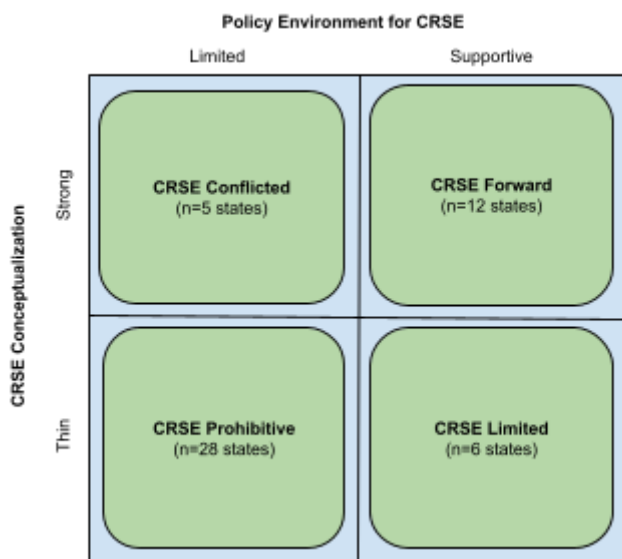 Policy Environment for CRSE
Limited
Supportive
CRSE Conceptualization
Strong
CRSE Conflicted
(n=5 states)
CRSE Forward
(n=12 states)
Thin
CRSE Prohibitive
(n=28 states)
CRSE Limited
(n=6 states)